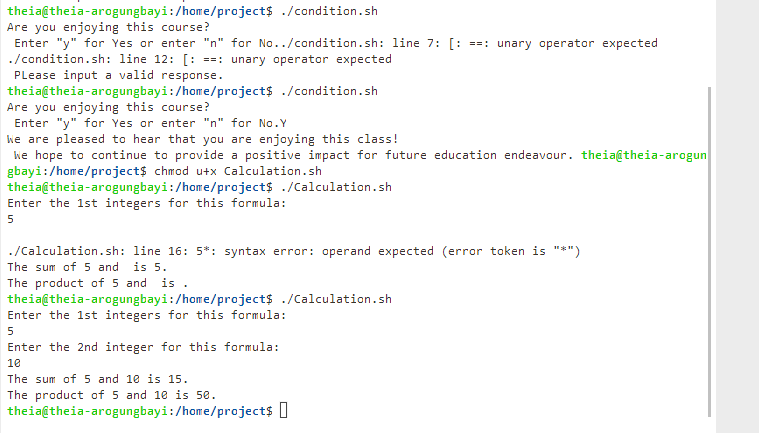 theia@theia-arogungbayi:/home/project$ ./condition.sh
Are you enjoying this course?
 Enter "y" for Yes or enter "n" for No../condition.sh: line 7: [: ==: unary operator expected
./condition.sh: line 12: [: ==: unary operator expected
 PLease input a valid response.
theia@theia-arogungbayi:/home/project$ ./condition.sh
Are you enjoying this course?
 Enter "y" for Yes or enter "n" for No.Y
We are pleased to hear that you are enjoying this class!
 We hope to continue to provide a positive impact for future education endeavour. theia@theia-arogun
gbayi:/home/project$ chmod u+x Calculation.sh
theia@theia-arogungbayi:/home/project$ ./Calculation.sh
Enter the 1st integers for this formula:
5
./Calculation.sh: line 16: 5*: syntax error: operand expected (error token is "*")
The sum of 5 and  is 5.
The product of 5 and  is .
theia@theia-arogungbayi:/home/project$ ./Calculation.sh
Enter the 1st integers for this formula:
5
Enter the 2nd integer for this formula:
10
The sum of 5 and 10 is 15.
The product of 5 and 10 is 50.
theia@theia-arogungbayi:/home/project$